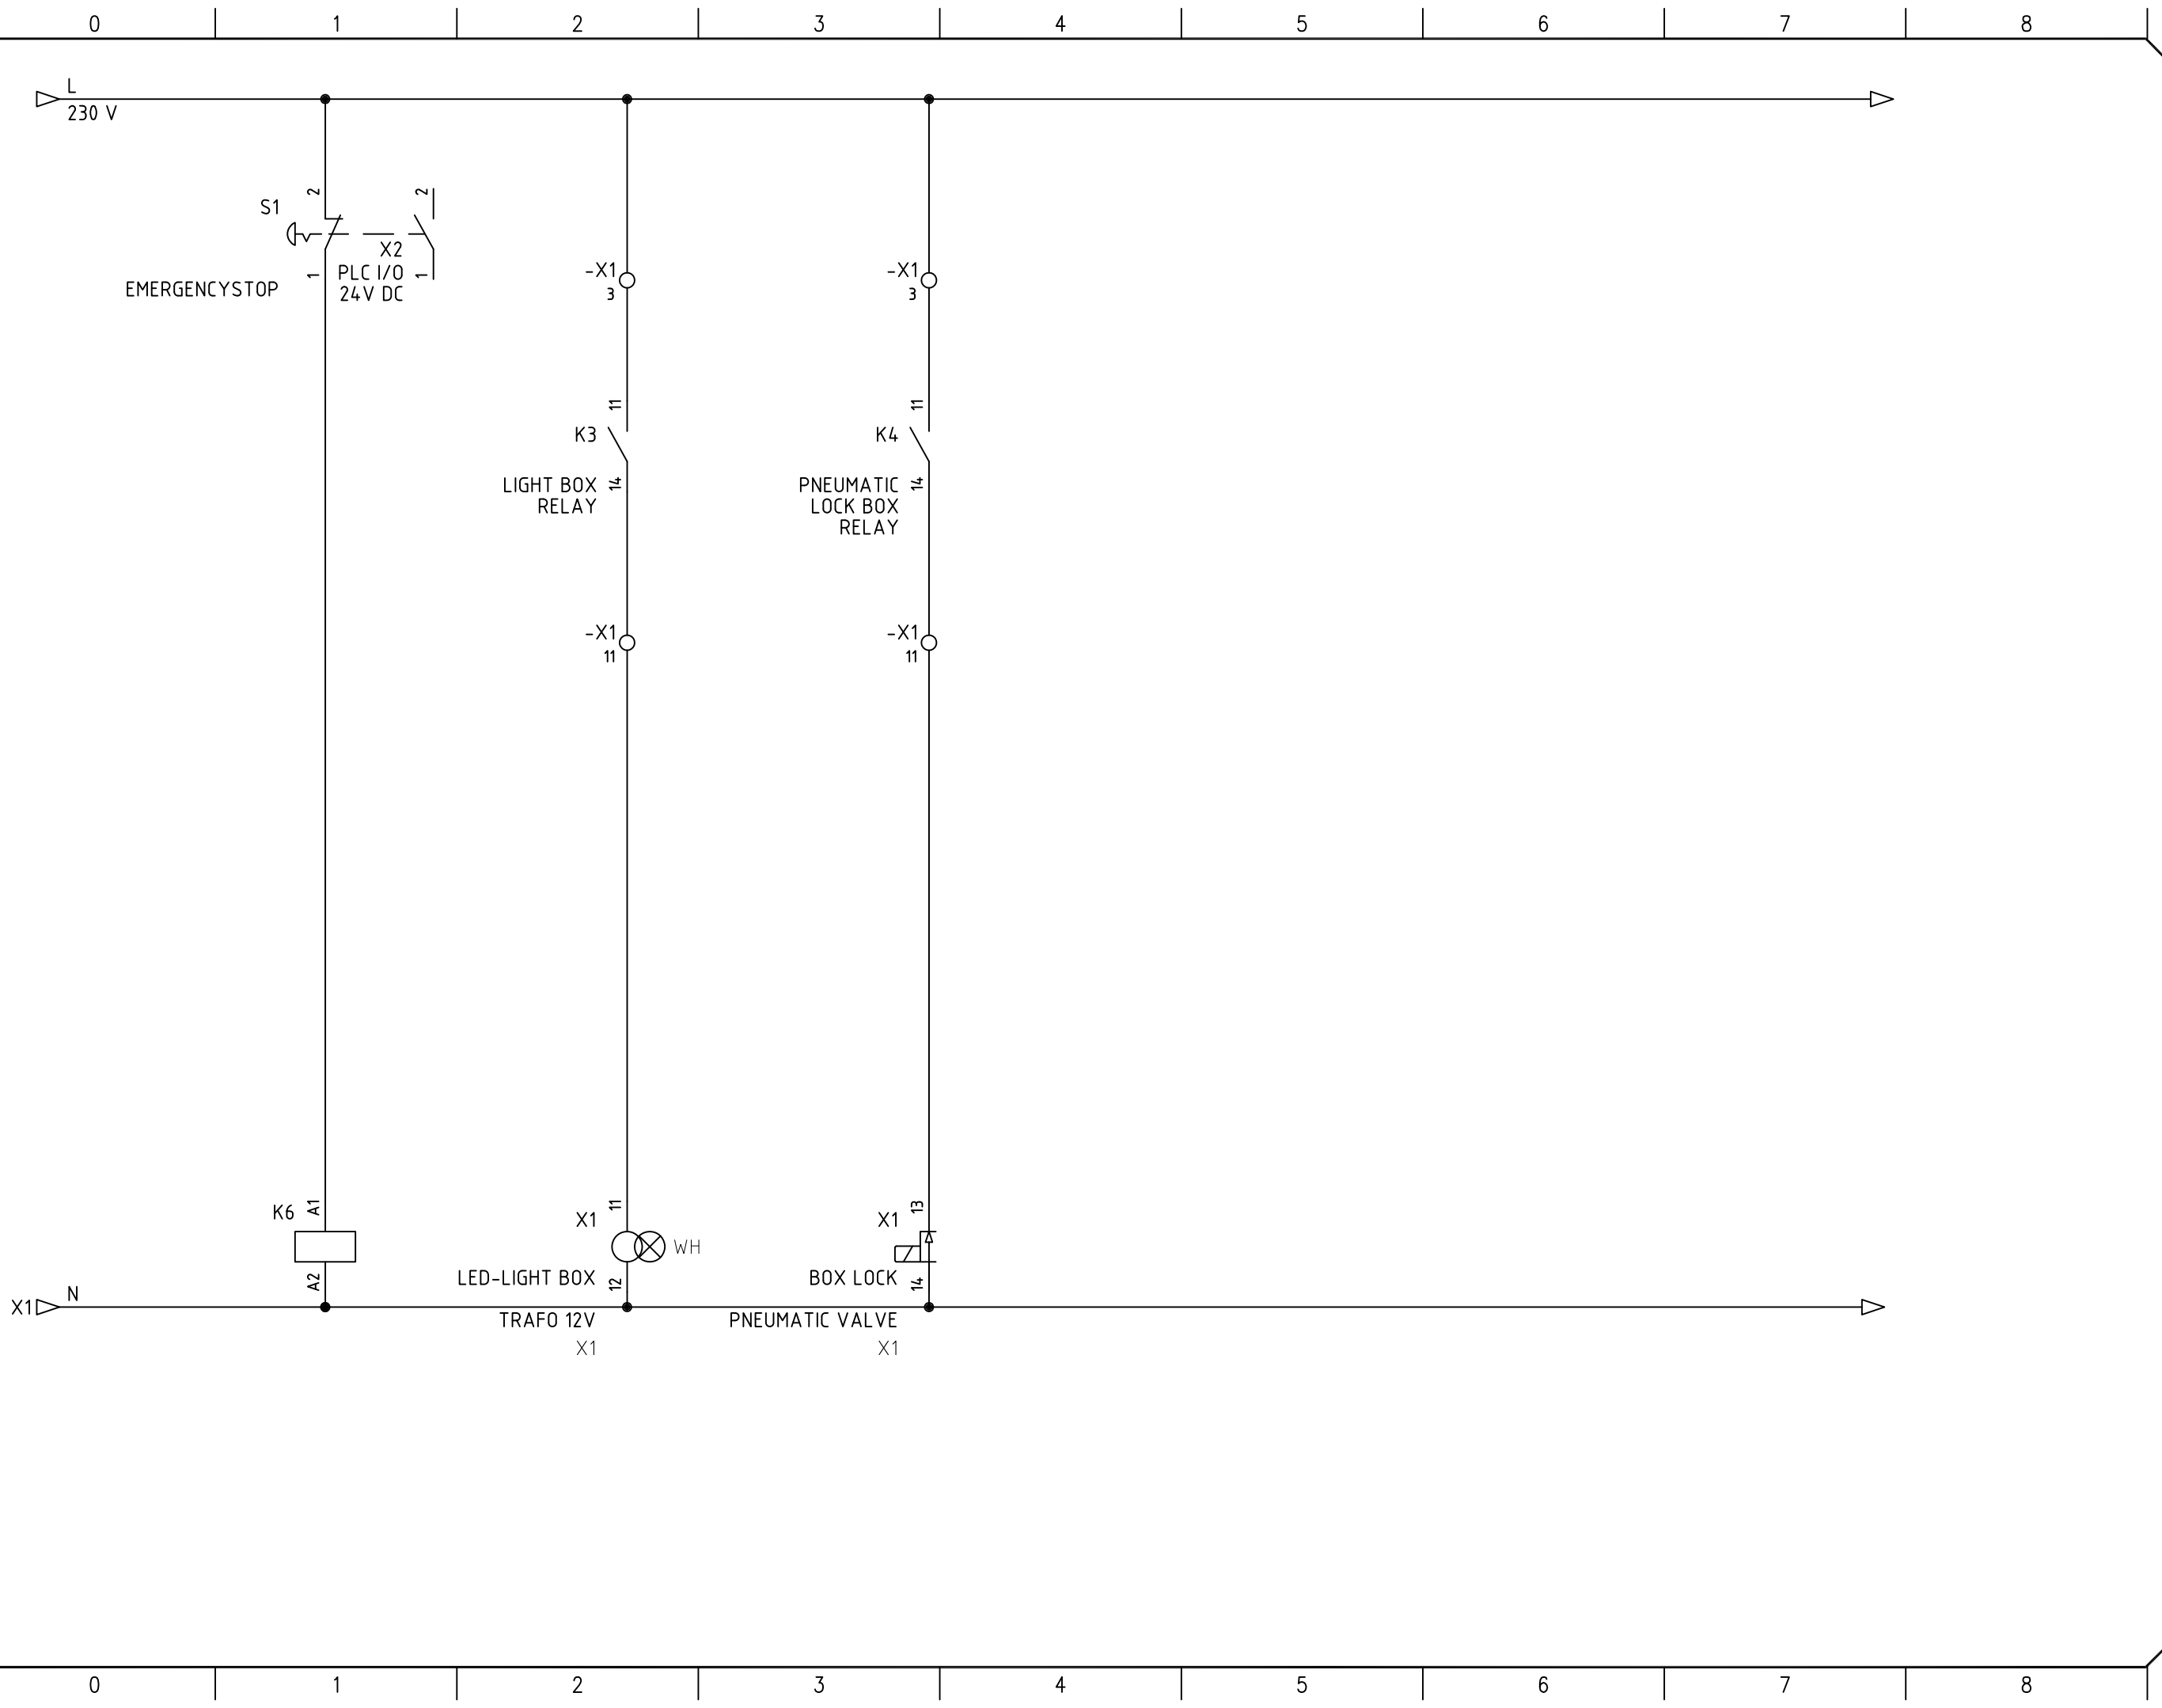 0 1 2 3 4 5 6 7 8
L
230 V
2 2
S1
X2
PLC I/O
24V DC
1 1
EMERGENCYSTOP
-X1 -X1
3 3
11 11
K3 K4
LIGHT BOX
RELAY
14
PNEUMATIC
LOCK BOX
RELAY
14
-X1 -X1
11 11
K6 A1
A2
X1 11
WH
LED-LIGHT BOX 12
TRAFO 12V
X1
X1 13
BOX LOCK 14
PNEUMATIC VALVE
X1
N
X1
0 1 2 3 4 5 6 7 8